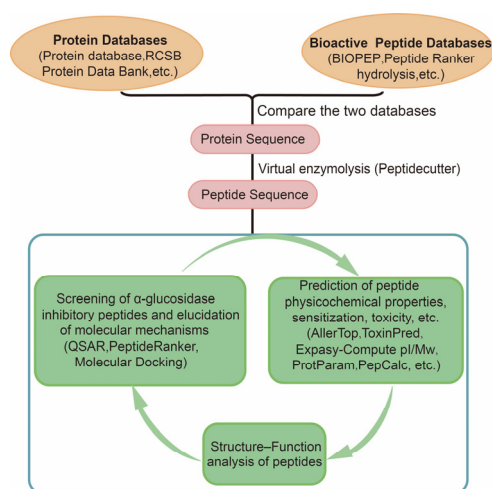 Protein Databases
(Protein database,RCSB
Protein Data Bank,etc.)
Bioactive Peptide Databases
(BIOPEP,Peptide Ranker
hydrolysis,etc.)
Compare the two databases
Protein Sequence
Virtual enzymolysis (Peptidecutter)
Peptide Sequence
Screening of α-glucosidase
inhibitory peptides and elucidation
of molecular mechanisms
(QSAR,PeptideRanker,
Molecular Docking)
Prediction of peptide
physicochemical properties,
sensitization, toxicity, etc.
(AllerTop,ToxinPred,
Expasy-Compute pl/Mw,
ProtParam,PepCalc, etc.)
Structure–Function
analysis of peptides